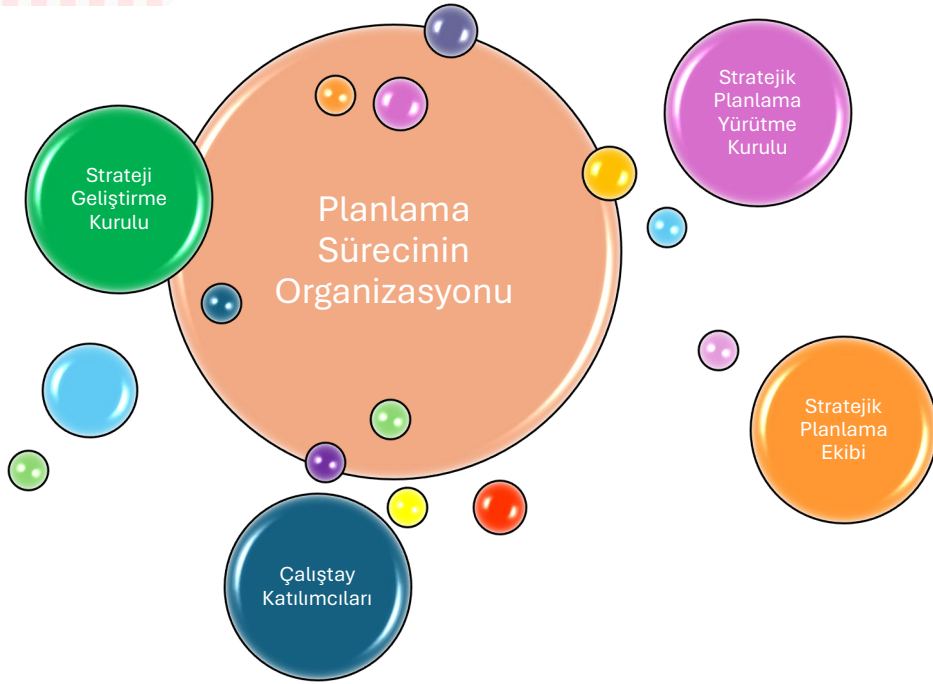 Stratejik
Planlama
Yürütme
Kurulu
Strateji
Geliştirme
Kurulu
Planlama
Sürecinin
Organizasyonu
Stratejik
Planlama
Ekibi
Çalıştay
Katılımcıları